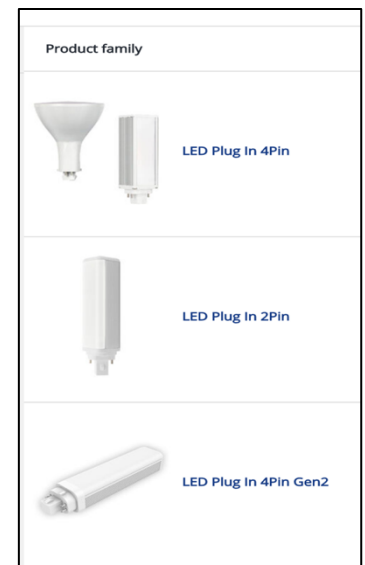 Product family
LED Plug In 4Pin
LED Plug In 2Pin
LED Plug In 4Pin Gen2